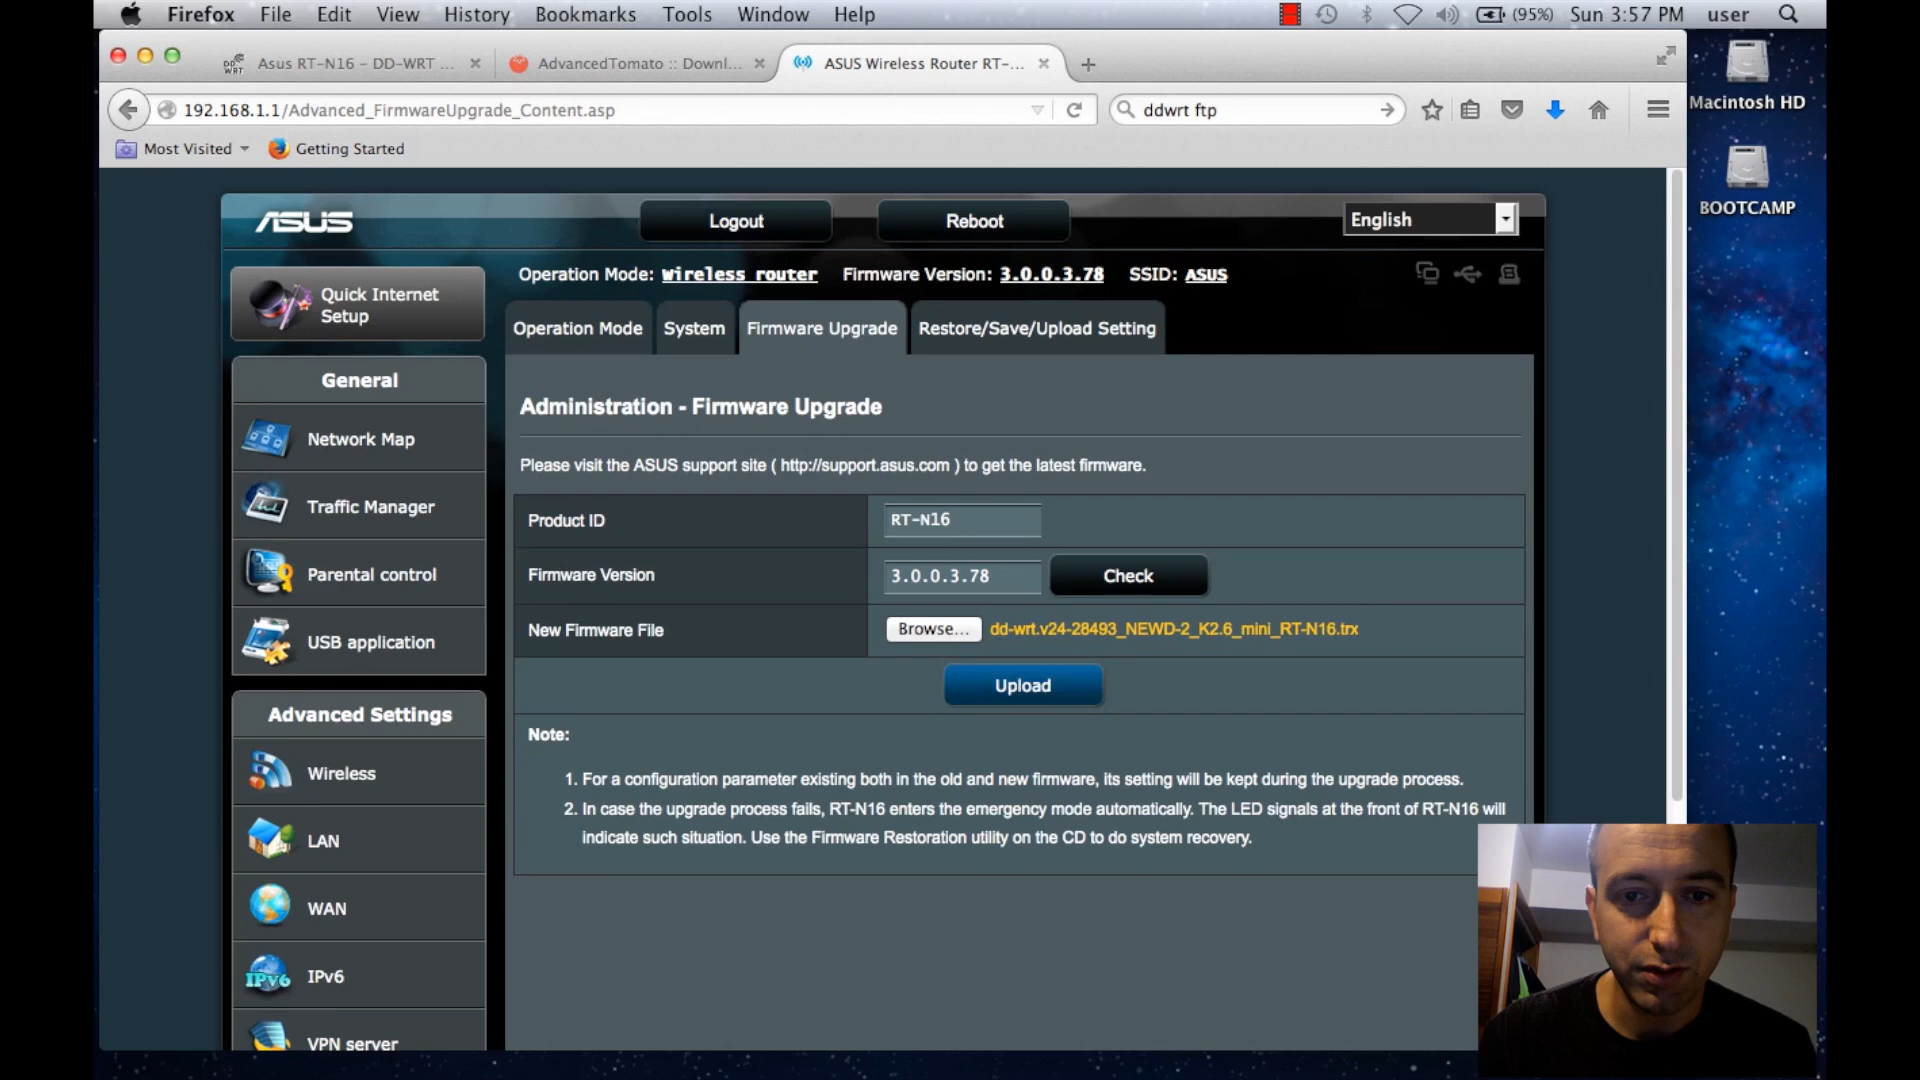 Firefox File Edit View History Bookmarks Tools Window Help (95%) Sun 3:57 PM user
Asus RT-N16 - DD-WRT ... AdvancedTomato :: Downl... ASUS Wireless Router RT-...
192.168.1.1/Advanced_FirmwareUpgrade_Content.asp ddwrt ftp
Macintosh HD
Most Visited Getting Started
BOOTCAMP
ASUS Logout Reboot English
Operation Mode: Wireless router Firmware Version: 3.0.0.3.78 SSID: ASUS
Quick Internet
Setup
Operation Mode System Firmware Upgrade Restore/Save/Upload Setting
General
Network Map
Traffic Manager
Parental control
USB application
Advanced Settings
Wireless
LAN
WAN
IPv6
VPN server
Administration - Firmware Upgrade
Please visit the ASUS support site ( http://support.asus.com ) to get the latest firmware.
Product ID RT-N16
Firmware Version 3.0.0.3.78 Check
New Firmware File Browse... dd-wrt.v24-28493_NEWD-2_K2.6_mini_RT-N16.trx
Upload
Note:
1. For a configuration parameter existing both in the old and new firmware, its setting will be kept during the upgrade process.
2. In case the upgrade process fails, RT-N16 enters the emergency mode automatically. The LED signals at the front of RT-N16 will
indicate such situation. Use the Firmware Restoration utility on the CD to do system recovery.